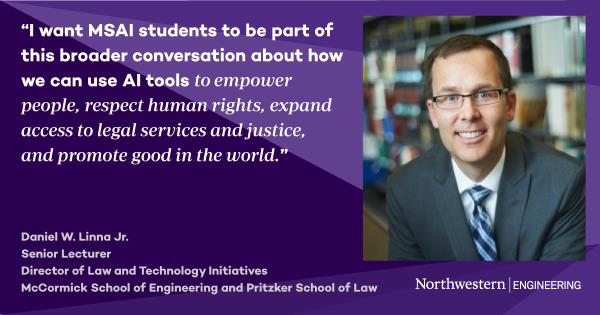 “I want MSAI students to be part of
this broader conversation about how
we can use AI tools to empower
people, respect human rights, expand
access to legal services and justice,
and promote good in the world.”
Daniel W. Linna Jr.
Senior Lecturer
Director of Law and Technology Initiatives
McCormick School of Engineering and Pritzker School of Law
Northwestern | ENGINEERING